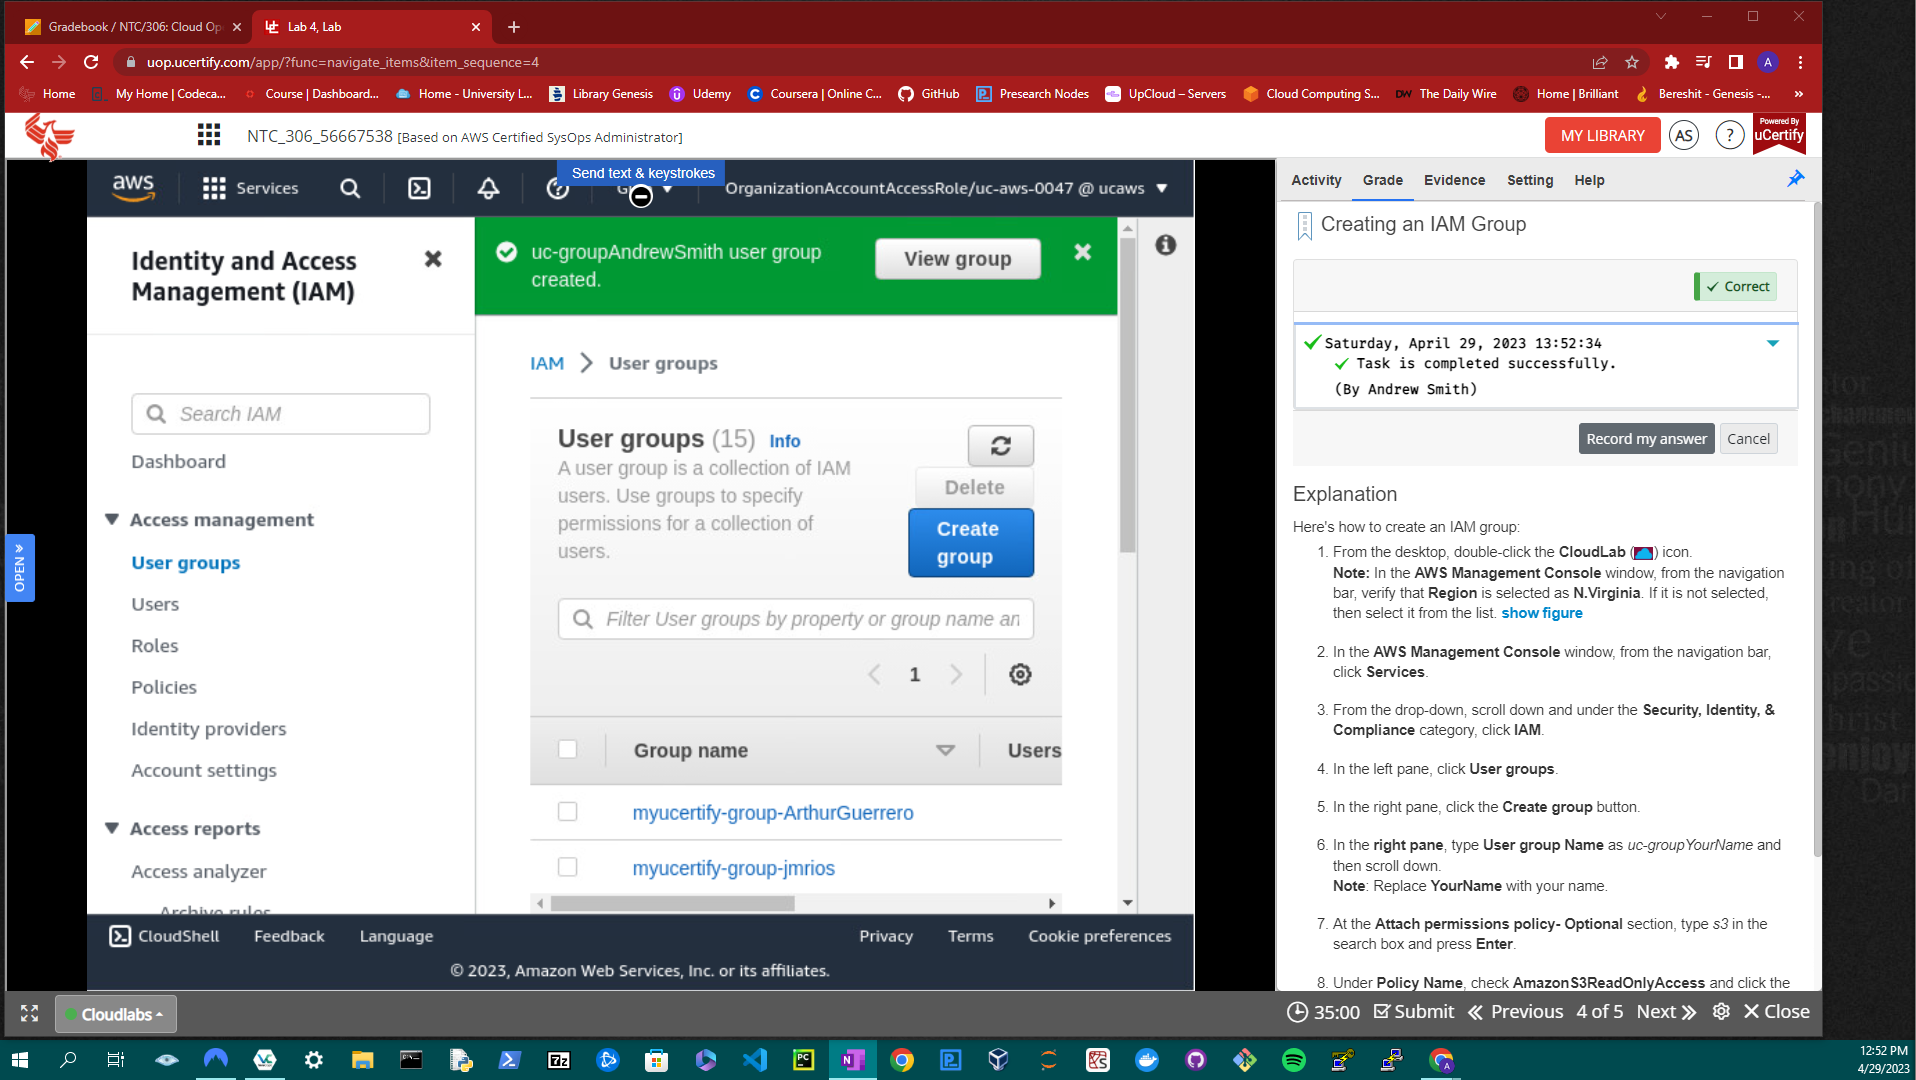 Gradebook / NTC/306: Cloud Op
Lab 4, Lab
uop.ucertify.com/app/?func=navigate_items&item_sequence=4
A
Home
My Home | Codeca...
Course | Dashboard...
Home - University L...
Library Genesis
Udemy
Coursera | Online C...
GitHub
Presearch Nodes
UpCloud – Servers
Cloud Computing S...
DW The Daily Wire
Home | Brilliant
Bereshit - Genesis -...
NTC_306_56667538 [Based on AWS Certified SysOps Administrator]
MY LIBRARY
AS
?
Powered By
uCertify
Send text & keystrokes
aws
Services
OrganizationAccountAccessRole/uc-aws-0047 @ ucaws
Identity and Access
Management (IAM)
Search IAM
Dashboard
Access management
User groups
Users
Roles
Policies
Identity providers
Account settings
Access reports
Access analyzer
Archive rules
OPEN
uc-groupAndrewSmith user group
created.
View group
IAM > User groups
User groups (15) Info
A user group is a collection of IAM
users. Use groups to specify
permissions for a collection of
users.
Delete
Create
group
Filter User groups by property or group name an
1
Group name
Users
myucertify-group-ArthurGuerrero
myucertify-group-jmrios
CloudShell
Feedback
Language
Privacy
Terms
Cookie preferences
© 2023, Amazon Web Services, Inc. or its affiliates.
Activity
Grade
Evidence
Setting
Help
Creating an IAM Group
Correct
Saturday, April 29, 2023 13:52:34
Task is completed successfully.
(By Andrew Smith)
Record my answer
Cancel
Explanation
Here's how to create an IAM group:
1. From the desktop, double-click the CloudLab ( ) icon.
Note: In the AWS Management Console window, from the navigation
bar, verify that Region is selected as N.Virginia. If it is not selected,
then select it from the list. show figure
2. In the AWS Management Console window, from the navigation bar,
click Services.
3. From the drop-down, scroll down and under the Security, Identity, &
Compliance category, click IAM.
4. In the left pane, click User groups.
5. In the right pane, click the Create group button.
6. In the right pane, type User group Name as uc-groupYourName and
then scroll down.
Note: Replace YourName with your name.
7. At the Attach permissions policy- Optional section, type s3 in the
search box and press Enter.
8. Under Policy Name, check AmazonS3ReadOnlyAccess and click the
Cloudlabs
35:00
Submit
Previous
4 of 5
Next
Close
12:52 PM
4/29/2023